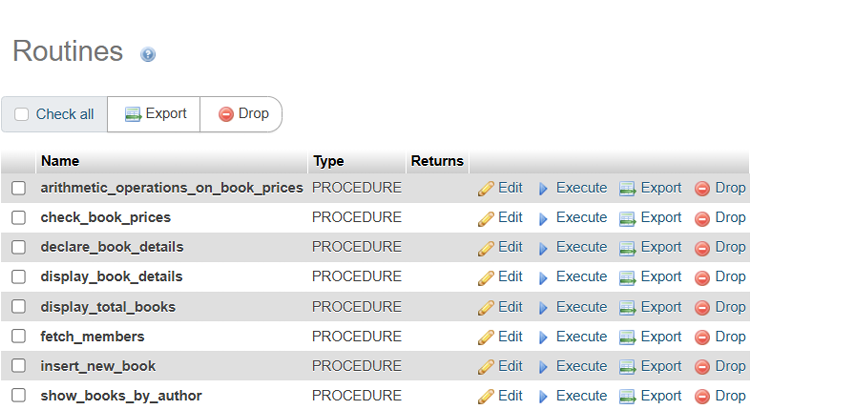 Routines
Check all Export Drop
Name Type Returns
arithmetic_operations_on_book_prices PROCEDURE Edit Execute Export Drop
check_book_prices PROCEDURE Edit Execute Export Drop
declare_book_details PROCEDURE Edit Execute Export Drop
display_book_details PROCEDURE Edit Execute Export Drop
display_total_books PROCEDURE Edit Execute Export Drop
fetch_members PROCEDURE Edit Execute Export Drop
insert_new_book PROCEDURE Edit Execute Export Drop
show_books_by_author PROCEDURE Edit Execute Export Drop